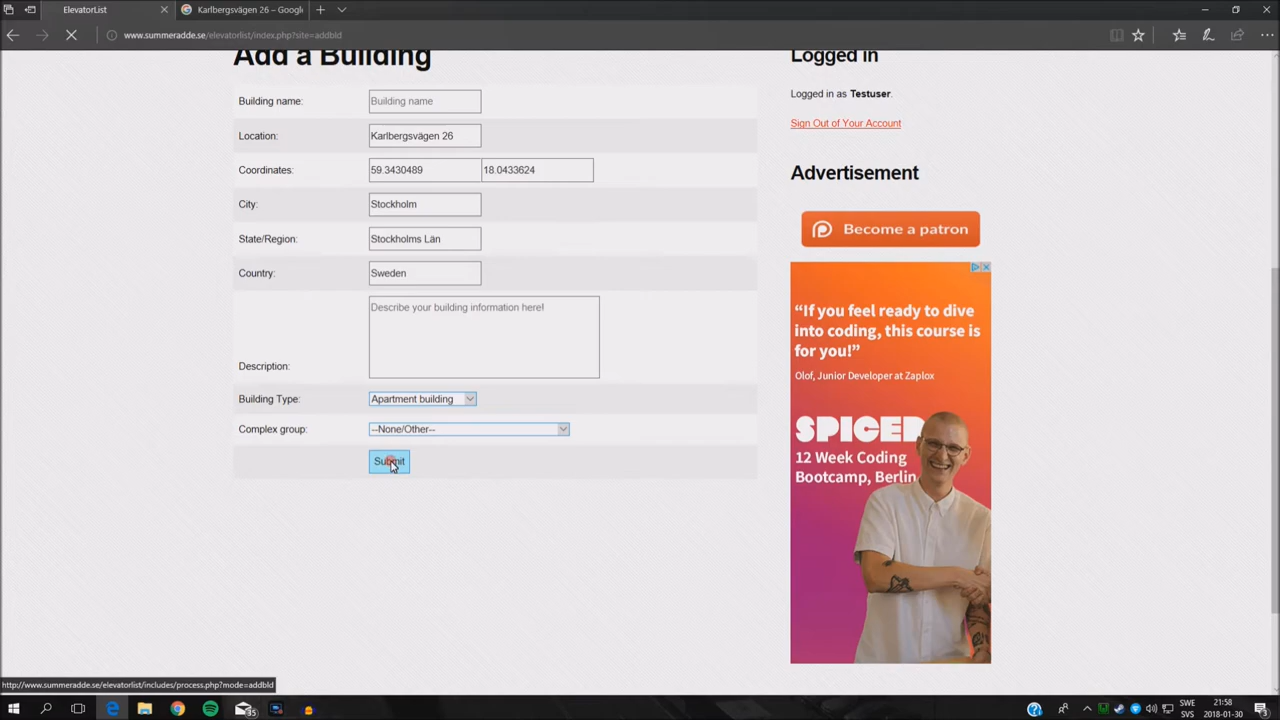 ElevatorList
Karlbergsvägen 26 – Googl
www.summeradde.se/elevatorlist/index.php?site=addbld
Add a Building
Building name:
Building name
Location:
Karlbergsvägen 26
Coordinates:
59.3430489
18.0433624
City:
Stockholm
State/Region:
Stockholms Län
Country:
Sweden
Description:
Describe your building information here!
Building Type:
Apartment building
Complex group:
--None/Other--
Submit
Logged in
Logged in as Testuser.
Sign Out of Your Account
Advertisement
Become a patron
“If you feel ready to dive
into coding, this course is
for you!”
Olof, Junior Developer at Zaplox
SPICED
12 Week Coding
Bootcamp, Berlin
http://www.summeradde.se/elevatorlist/includes/process.php?mode=addbld
35
SWE
SVS
21:58
2018-01-30
3